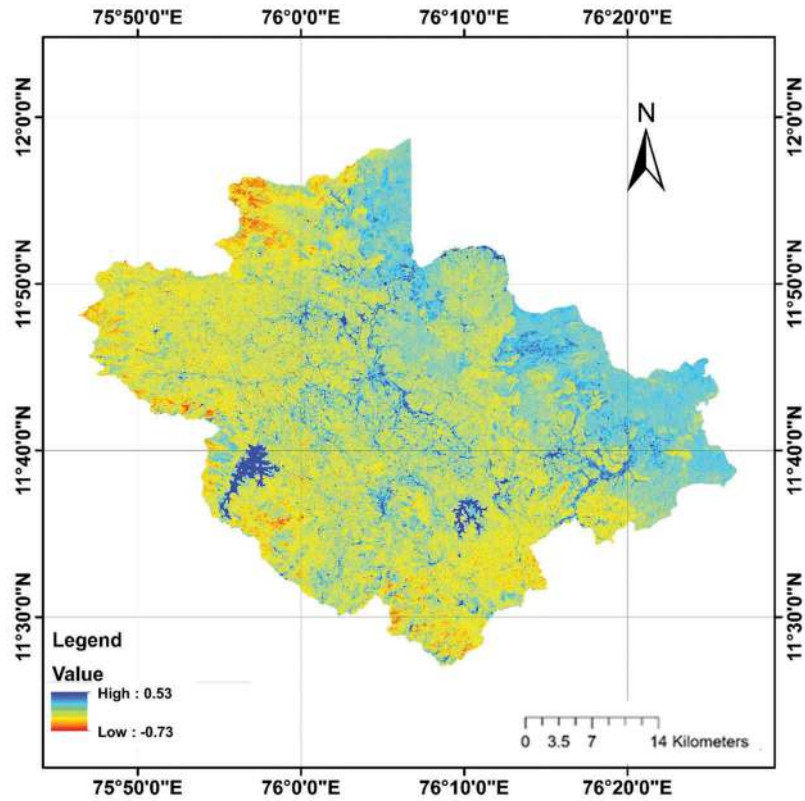 75°50'0"E 76°0'0"E 76°10'0"E 76°20'0"E
12°0'0"N 12°0'0"N
N
11°50'0"N 11°50'0"N
11°40'0"N 11°40'0"N
11°30'0"N 11°30'0"N
Legend
Value
High : 0.53
Low : -0.73
0 3.5 7 14 Kilometers
75°50'0"E 76°0'0"E 76°10'0"E 76°20'0"E